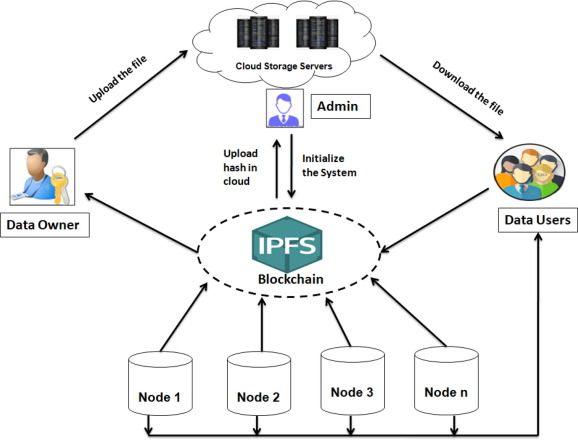 Cloud Storage Servers
Upload the file
Download the file
Admin
Upload
hash in
cloud
Initialize
the System
Data Owner
Data Users
IPFS
Blockchain
Node 1
Node 2
Node 3
Node n